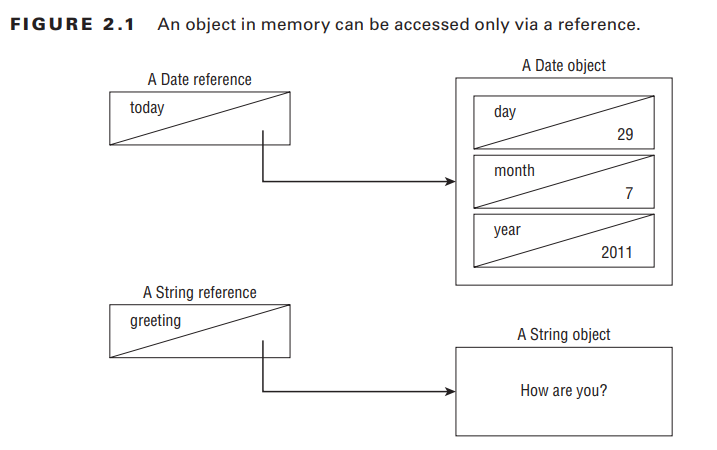 FIGURE 2.1 An object in memory can be accessed only via a reference.
A Date reference
today
A Date object
day
29
month
7
year
2011
A String reference
greeting
A String object
How are you?